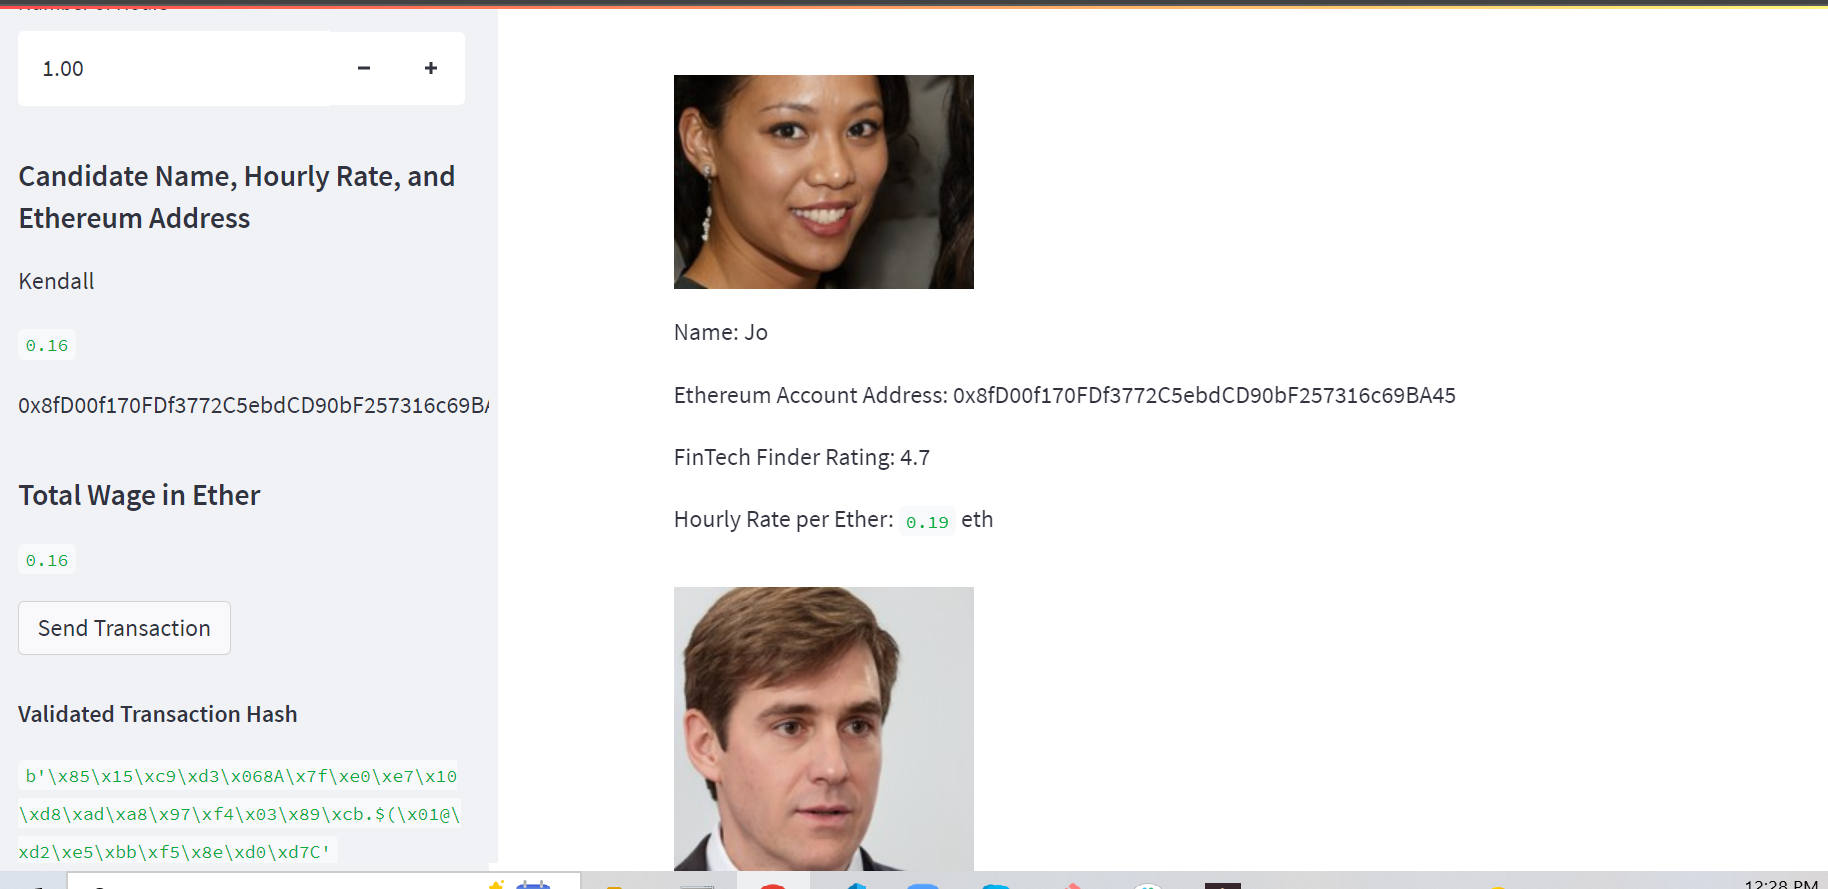 1.00
Candidate Name, Hourly Rate, and
Ethereum Address
Kendall
0.16
0x8fD00f170FDf3772C5ebdCD90bF257316c69BA
Total Wage in Ether
0.16
Send Transaction
Validated Transaction Hash
b'\x85\x15\xc9\xd3\x068A\x7f\xe0\xe7\x10
\xd8\xad\xa8\x97\xf4\x03\x89\xcb.$(\x01@\
xd2\xe5\xbb\xf5\x8e\xd0\xd7C'
Name: Jo
Ethereum Account Address: 0x8fD00f170FDf3772C5ebdCD90bF257316c69BA45
FinTech Finder Rating: 4.7
Hourly Rate per Ether: 0.19 eth
12:28 PM